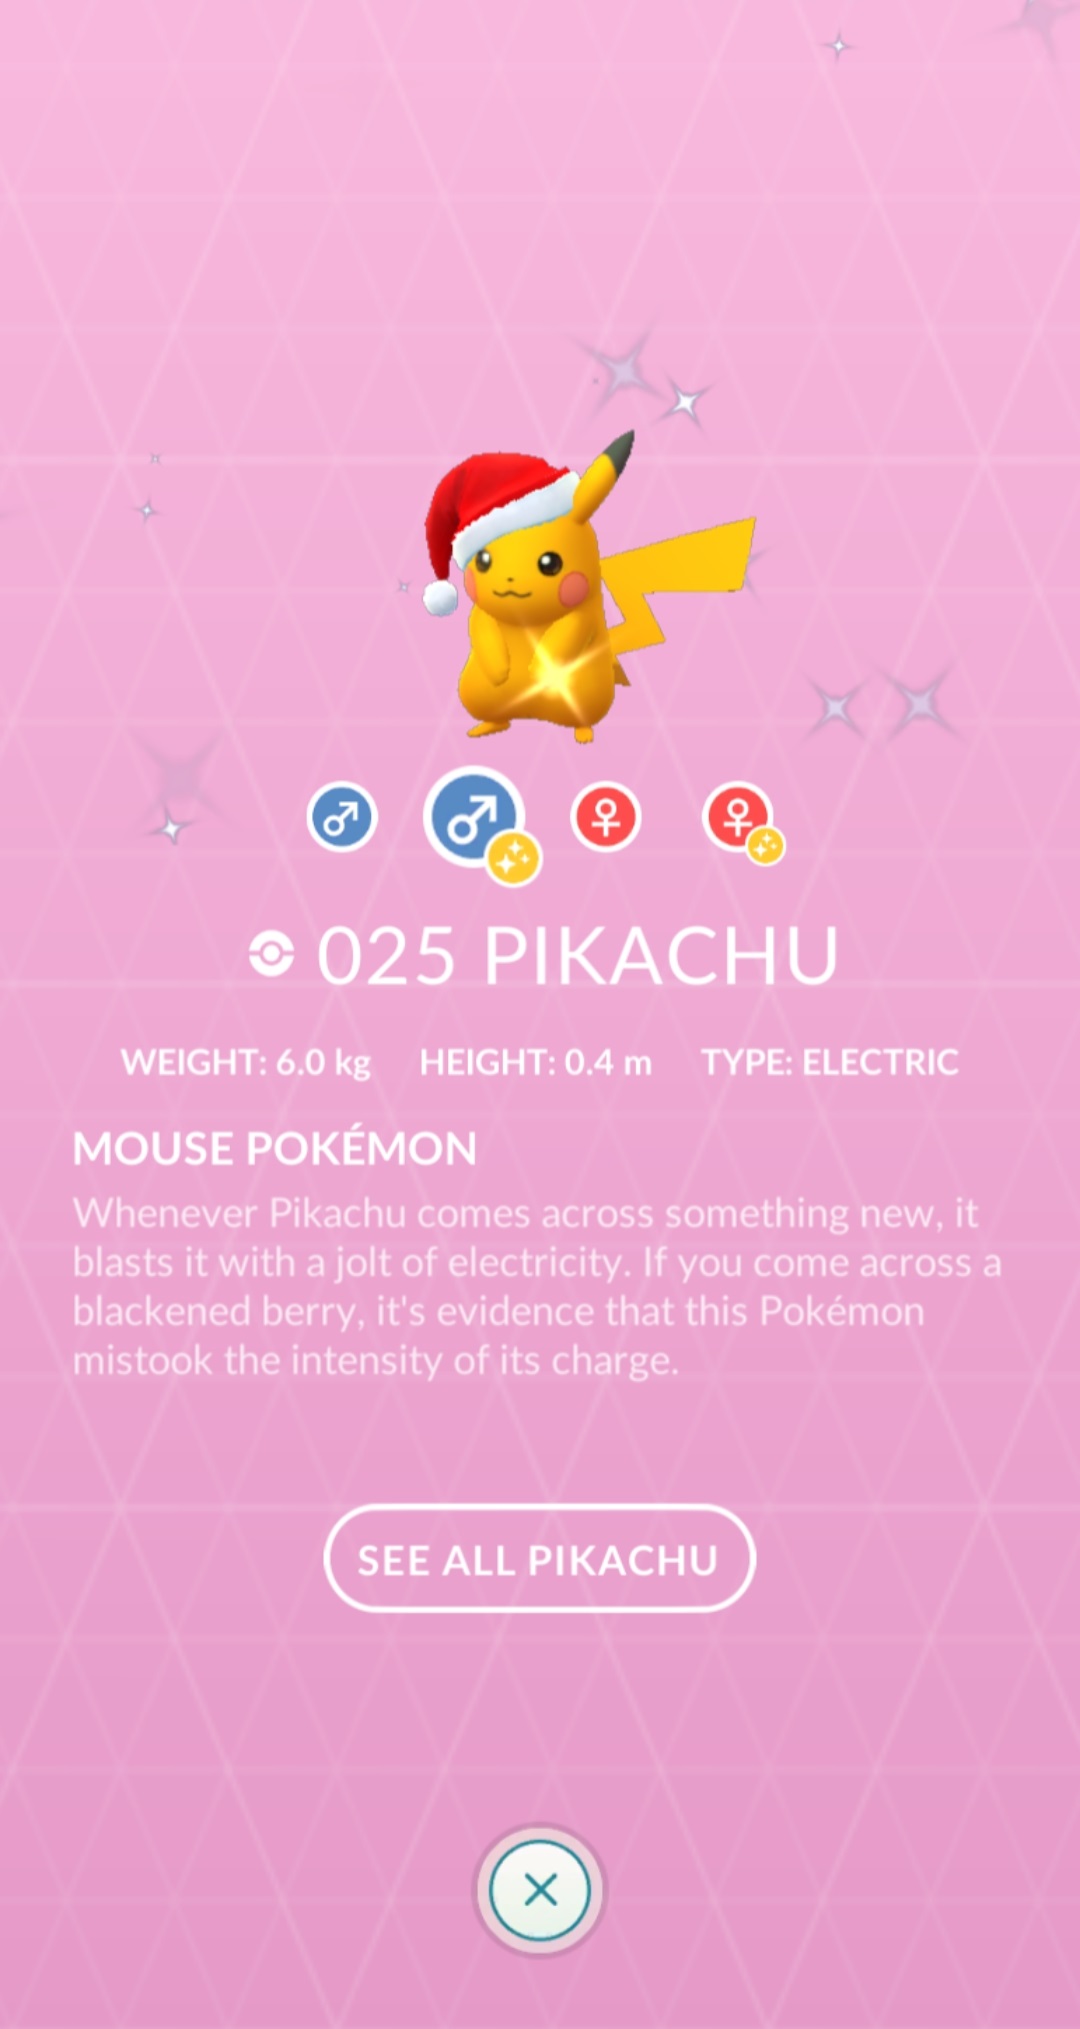 025 PIKACHU
WEIGHT: 6.0 kg HEIGHT: 0.4 m TYPE: ELECTRIC
MOUSE POKÉMON
Whenever Pikachu comes across something new, it
blasts it with a jolt of electricity. If you come across a
blackened berry, it's evidence that this Pokémon
mistook the intensity of its charge.
SEE ALL PIKACHU